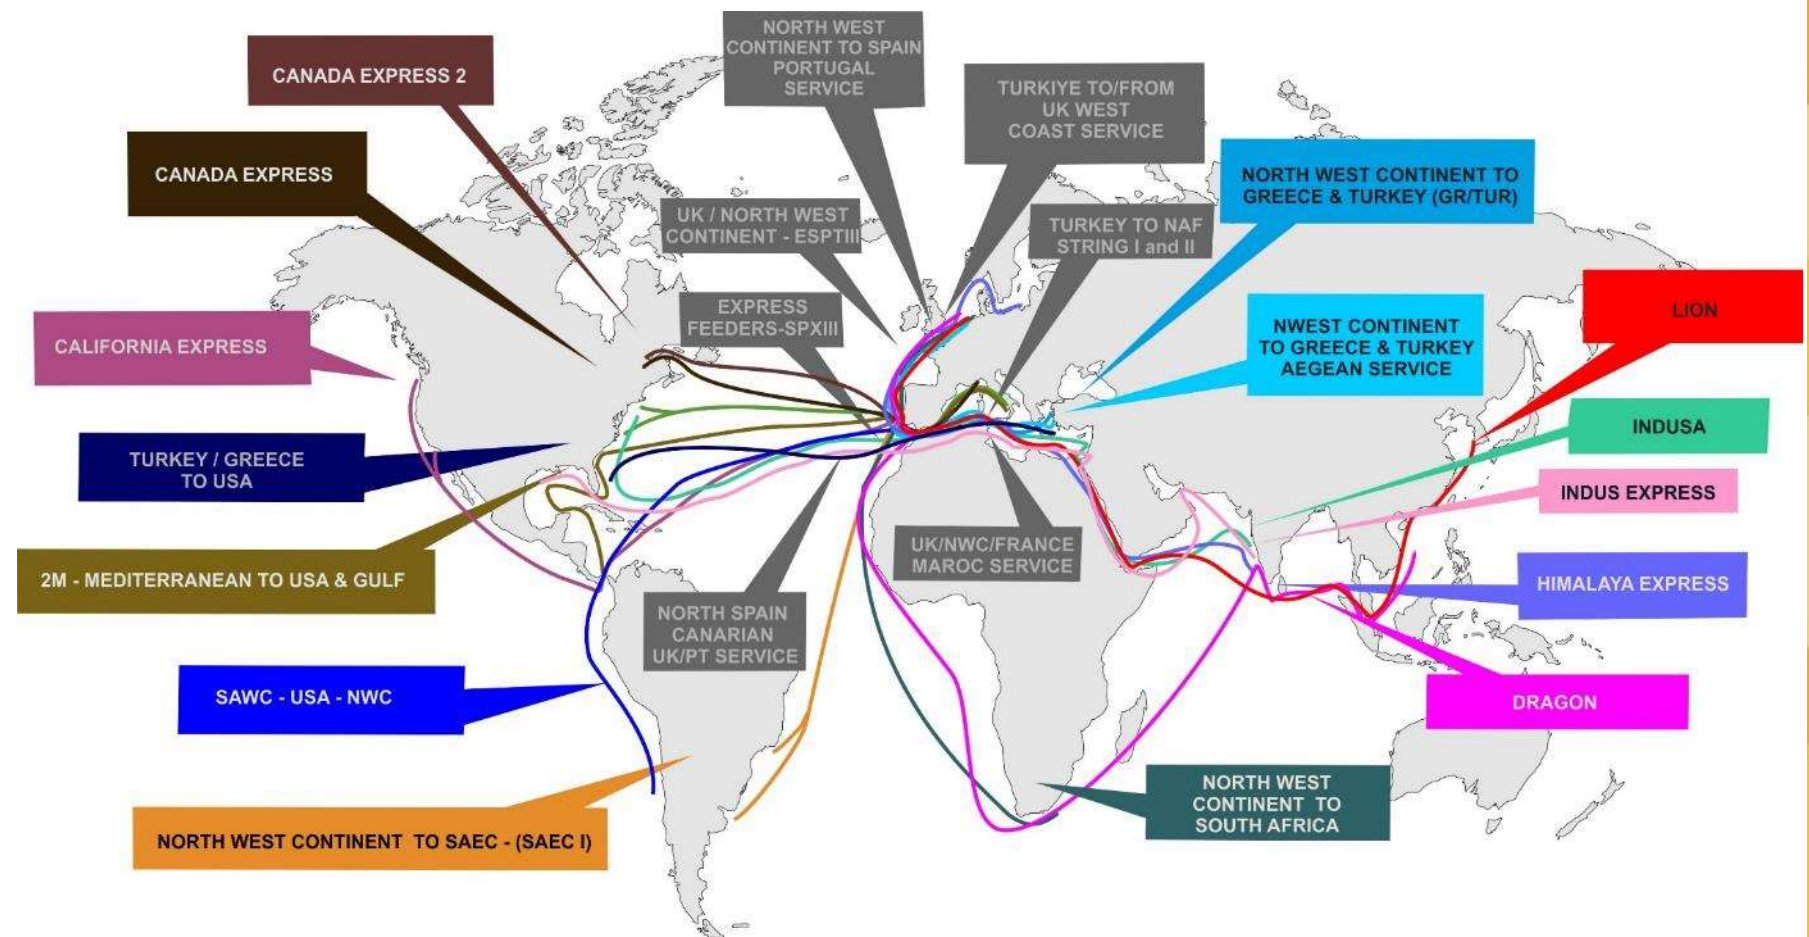 NORTH WEST
CONTINENT TO SPAIN
PORTUGAL
SERVICE
CANADA EXPRESS 2
TURKIYE TO/FROM
UK WEST
COAST SERVICE
CANADA EXPRESS
NORTH WEST CONTINENT TO
GREECE & TURKEY (GR/TUR)
UK / NORTH WEST
CONTINENT - ESPTIII
TURKEY TO NAF
STRING I and II
EXPRESS
FEEDERS-SPXIII
LION
CALIFORNIA EXPRESS
NWEST CONTINENT
TO GREECE & TURKEY
AEGEAN SERVICE
INDUSA
TURKEY / GREECE
TO USA
INDUS EXPRESS
UK/NWC/FRANCE
MAROC SERVICE
2M - MEDITERRANEAN TO USA & GULF
HIMALAYA EXPRESS
NORTH SPAIN
CANARIAN
UK/PT SERVICE
SAWC - USA - NWC
DRAGON
NORTH WEST
CONTINENT TO
SOUTH AFRICA
NORTH WEST CONTINENT TO SAEC - (SAEC I)